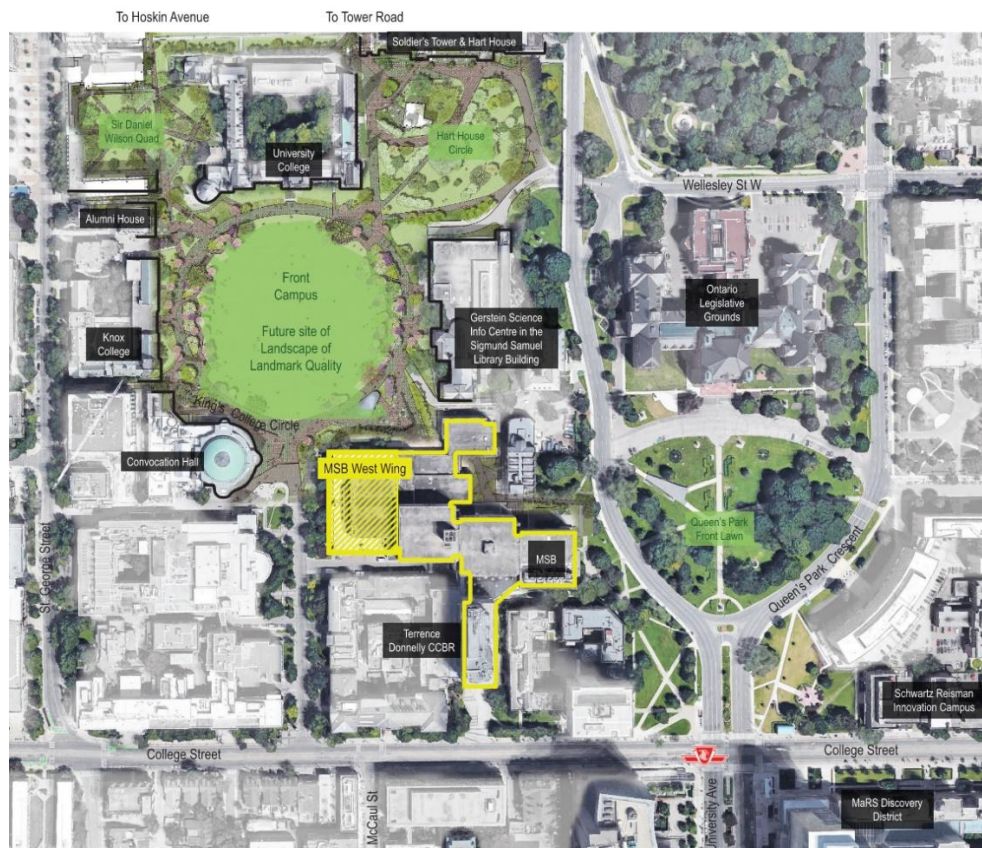 To Hoskin Avenue
To Tower Road
Soldier's Tower & Hart House
Sir Daniel
Wilson Quad
University
College
Hart House
Circle
Wellesley St W
Alumni House
Front
Campus
Future site of
Landscape of
Landmark Quality
Knox
College
Gerstein Science
Info Centre in the
Sigmund Samuel
Library Building
Ontario
Legislative
Grounds
King's College Circle
Convocation Hall
MSB West Wing
St George Street
Queen's Park
Front Lawn
MSB
Queen's Park Crescent
Terrence
Donnelly CCBR
Schwartz Reisman
Innovation Campus
College Street
College Street
McCaul St
University Ave
MaRS Discovery
District